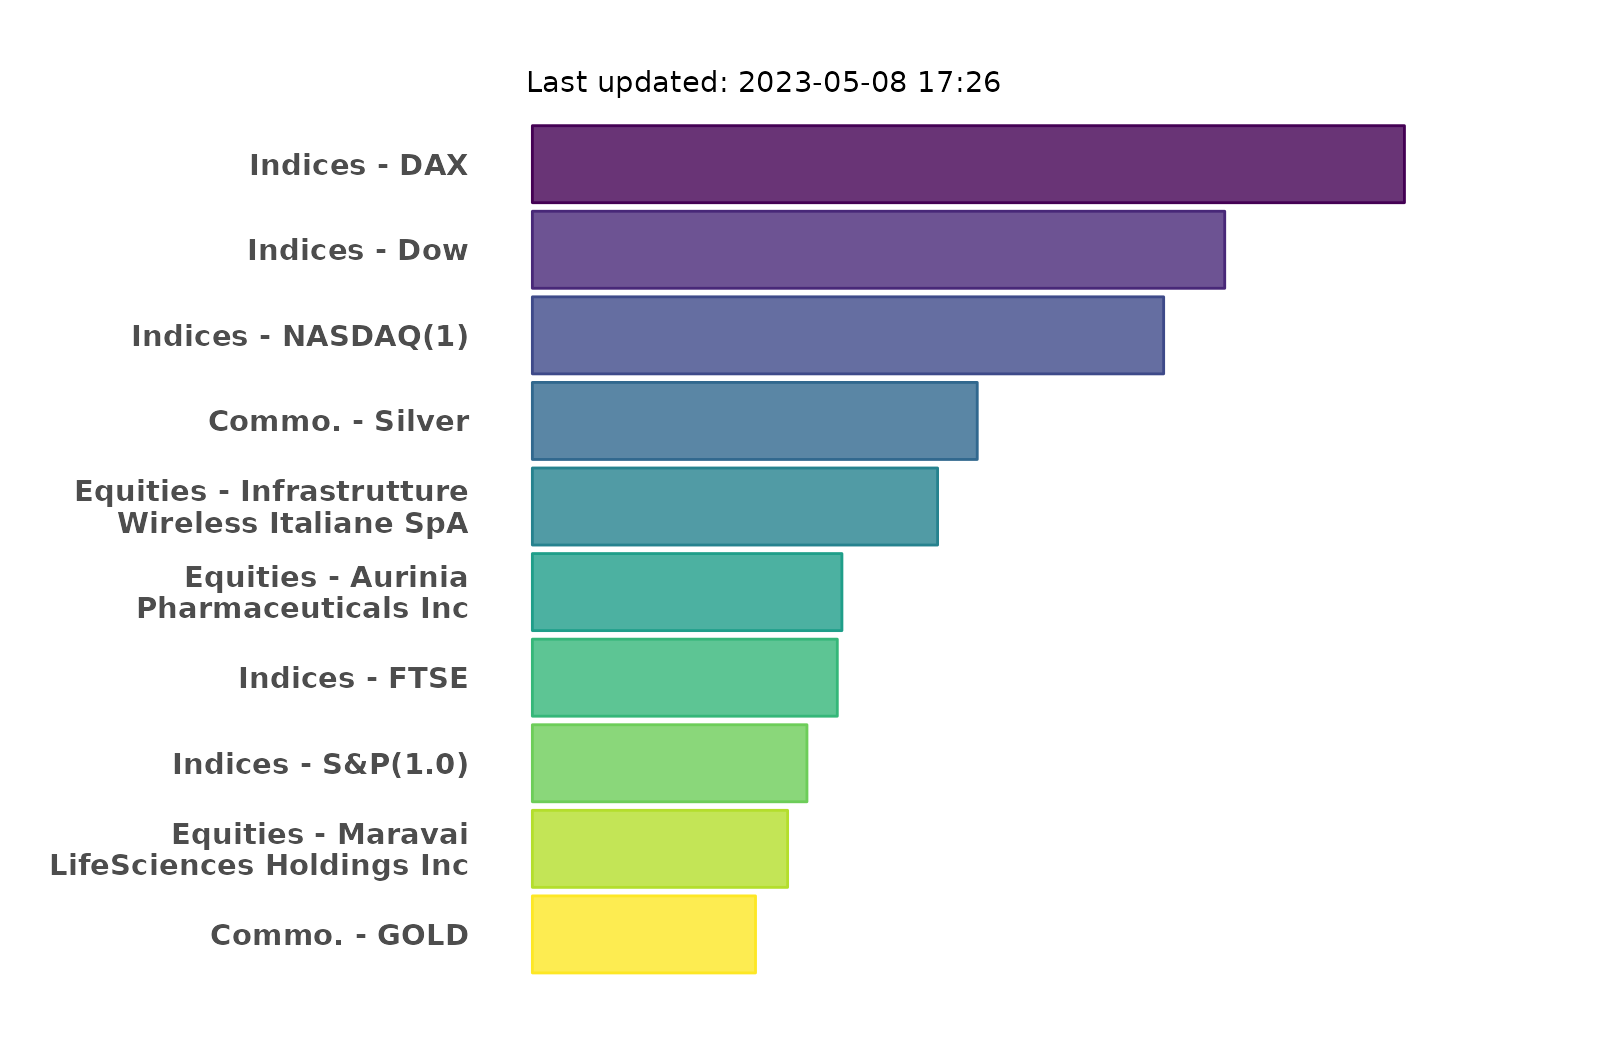 Last updated: 2023-05-08 17:26
Indices - DAX
Indices - Dow
Indices - NASDAQ(1)
Commo. - Silver
Equities - Infrastrutture
Wireless Italiane SpA
Equities - Aurinia
Pharmaceuticals Inc
Indices - FTSE
Indices - S&P(1.0)
Equities - Maravai
LifeSciences Holdings Inc
Commo. - GOLD